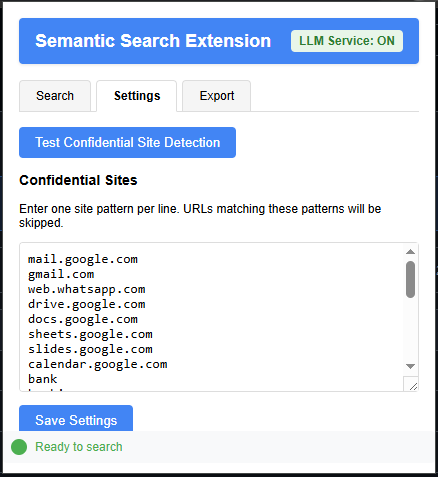 Semantic Search Extension
LLM Service: ON
Search
Settings
Export
Test Confidential Site Detection
Confidential Sites
Enter one site pattern per line. URLs matching these patterns will be
skipped.
mail.google.com
gmail.com
web.whatsapp.com
drive.google.com
docs.google.com
sheets.google.com
slides.google.com
calendar.google.com
bank
Save Settings
Ready to search